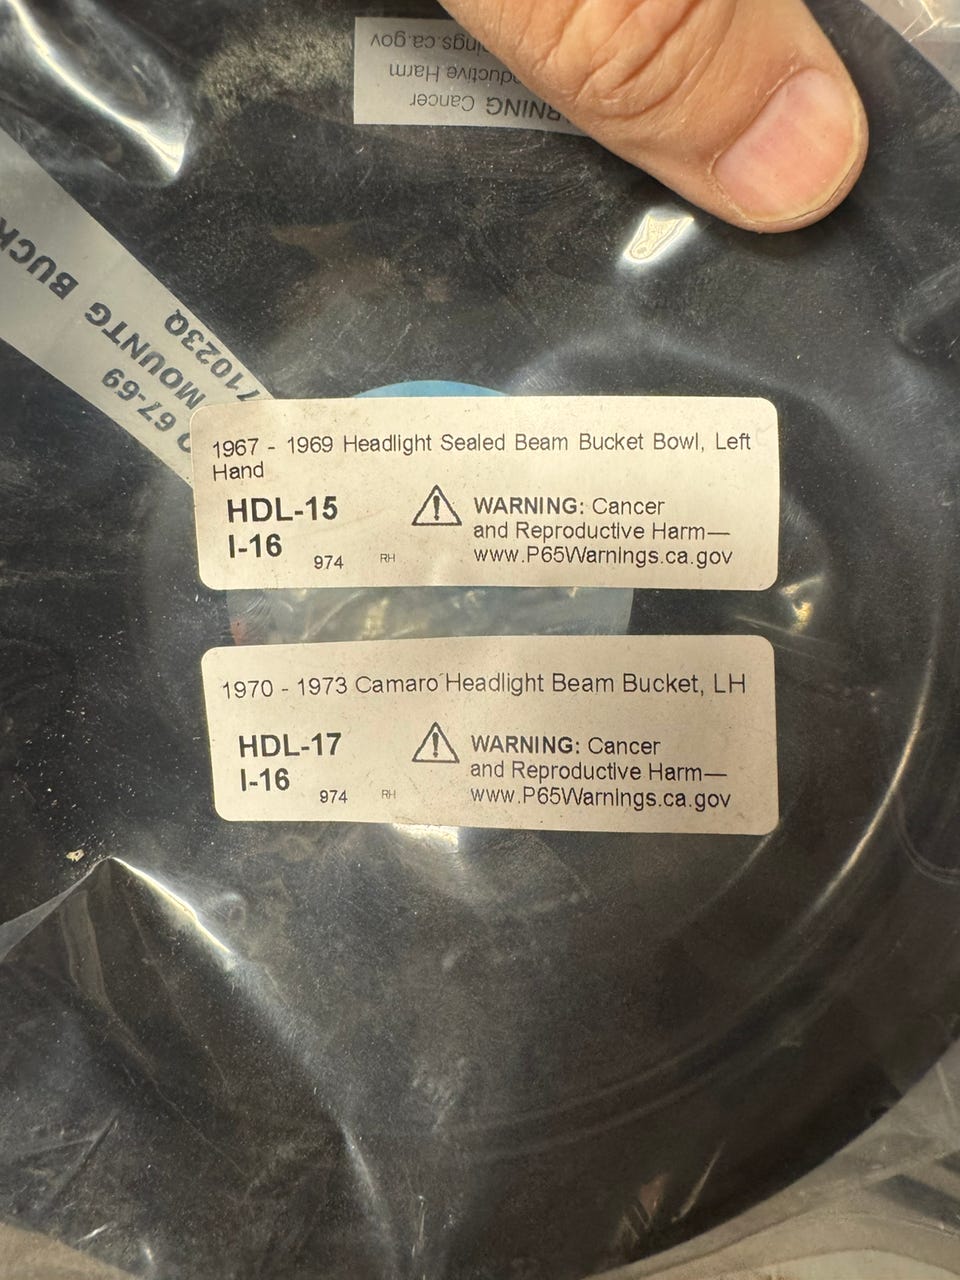 ings.ca.gov
oductive Harm
RNING Cancer
MOUNTG BUCK
67-69
71023Q
1967 - 1969 Headlight Sealed Beam Bucket Bowl, Left
Hand
HDL-15
I-16
974
RH
WARNING: Cancer
and Reproductive Harm—
www.P65Warnings.ca.gov
1970 - 1973 Camaro Headlight Beam Bucket, LH
HDL-17
I-16
974
RH
WARNING: Cancer
and Reproductive Harm—
www.P65Warnings.ca.gov